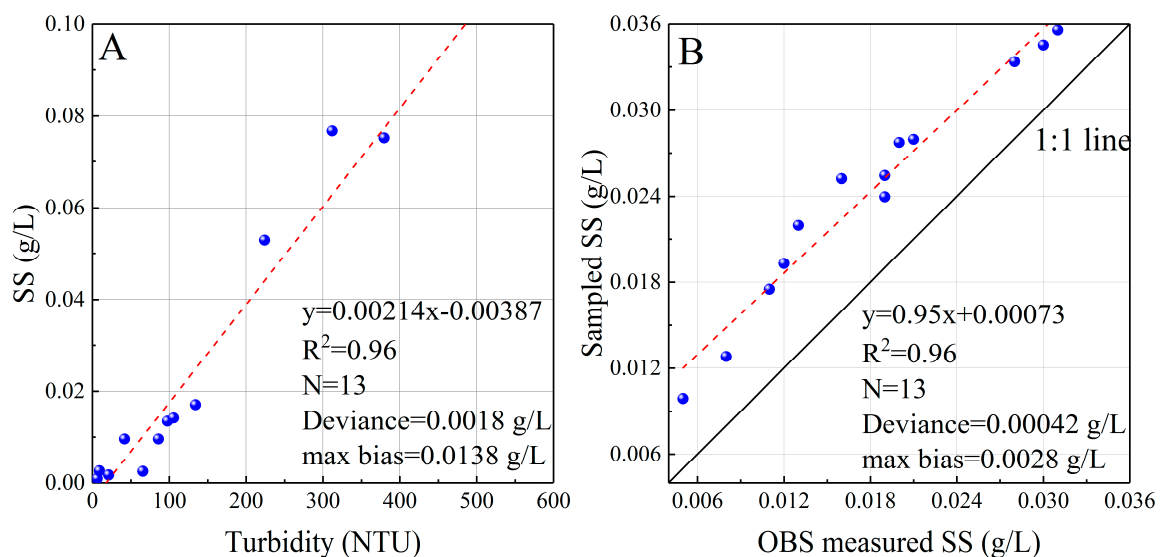 A
SS (g/L)
0.10
0.08
0.06
0.04
0.02
0.00
y=0.00214x-0.00387
R²=0.96
N=13
Deviance=0.0018 g/L
max bias=0.0138 g/L
0 100 200 300 400 500 600
Turbidity (NTU)
B
Sampled SS (g/L)
0.036
0.030
0.024
0.018
0.012
0.006
1:1 line
y=0.95x+0.00073
R²=0.96
N=13
Deviance=0.00042 g/L
max bias=0.0028 g/L
0.006 0.012 0.018 0.024 0.030 0.036
OBS measured SS (g/L)